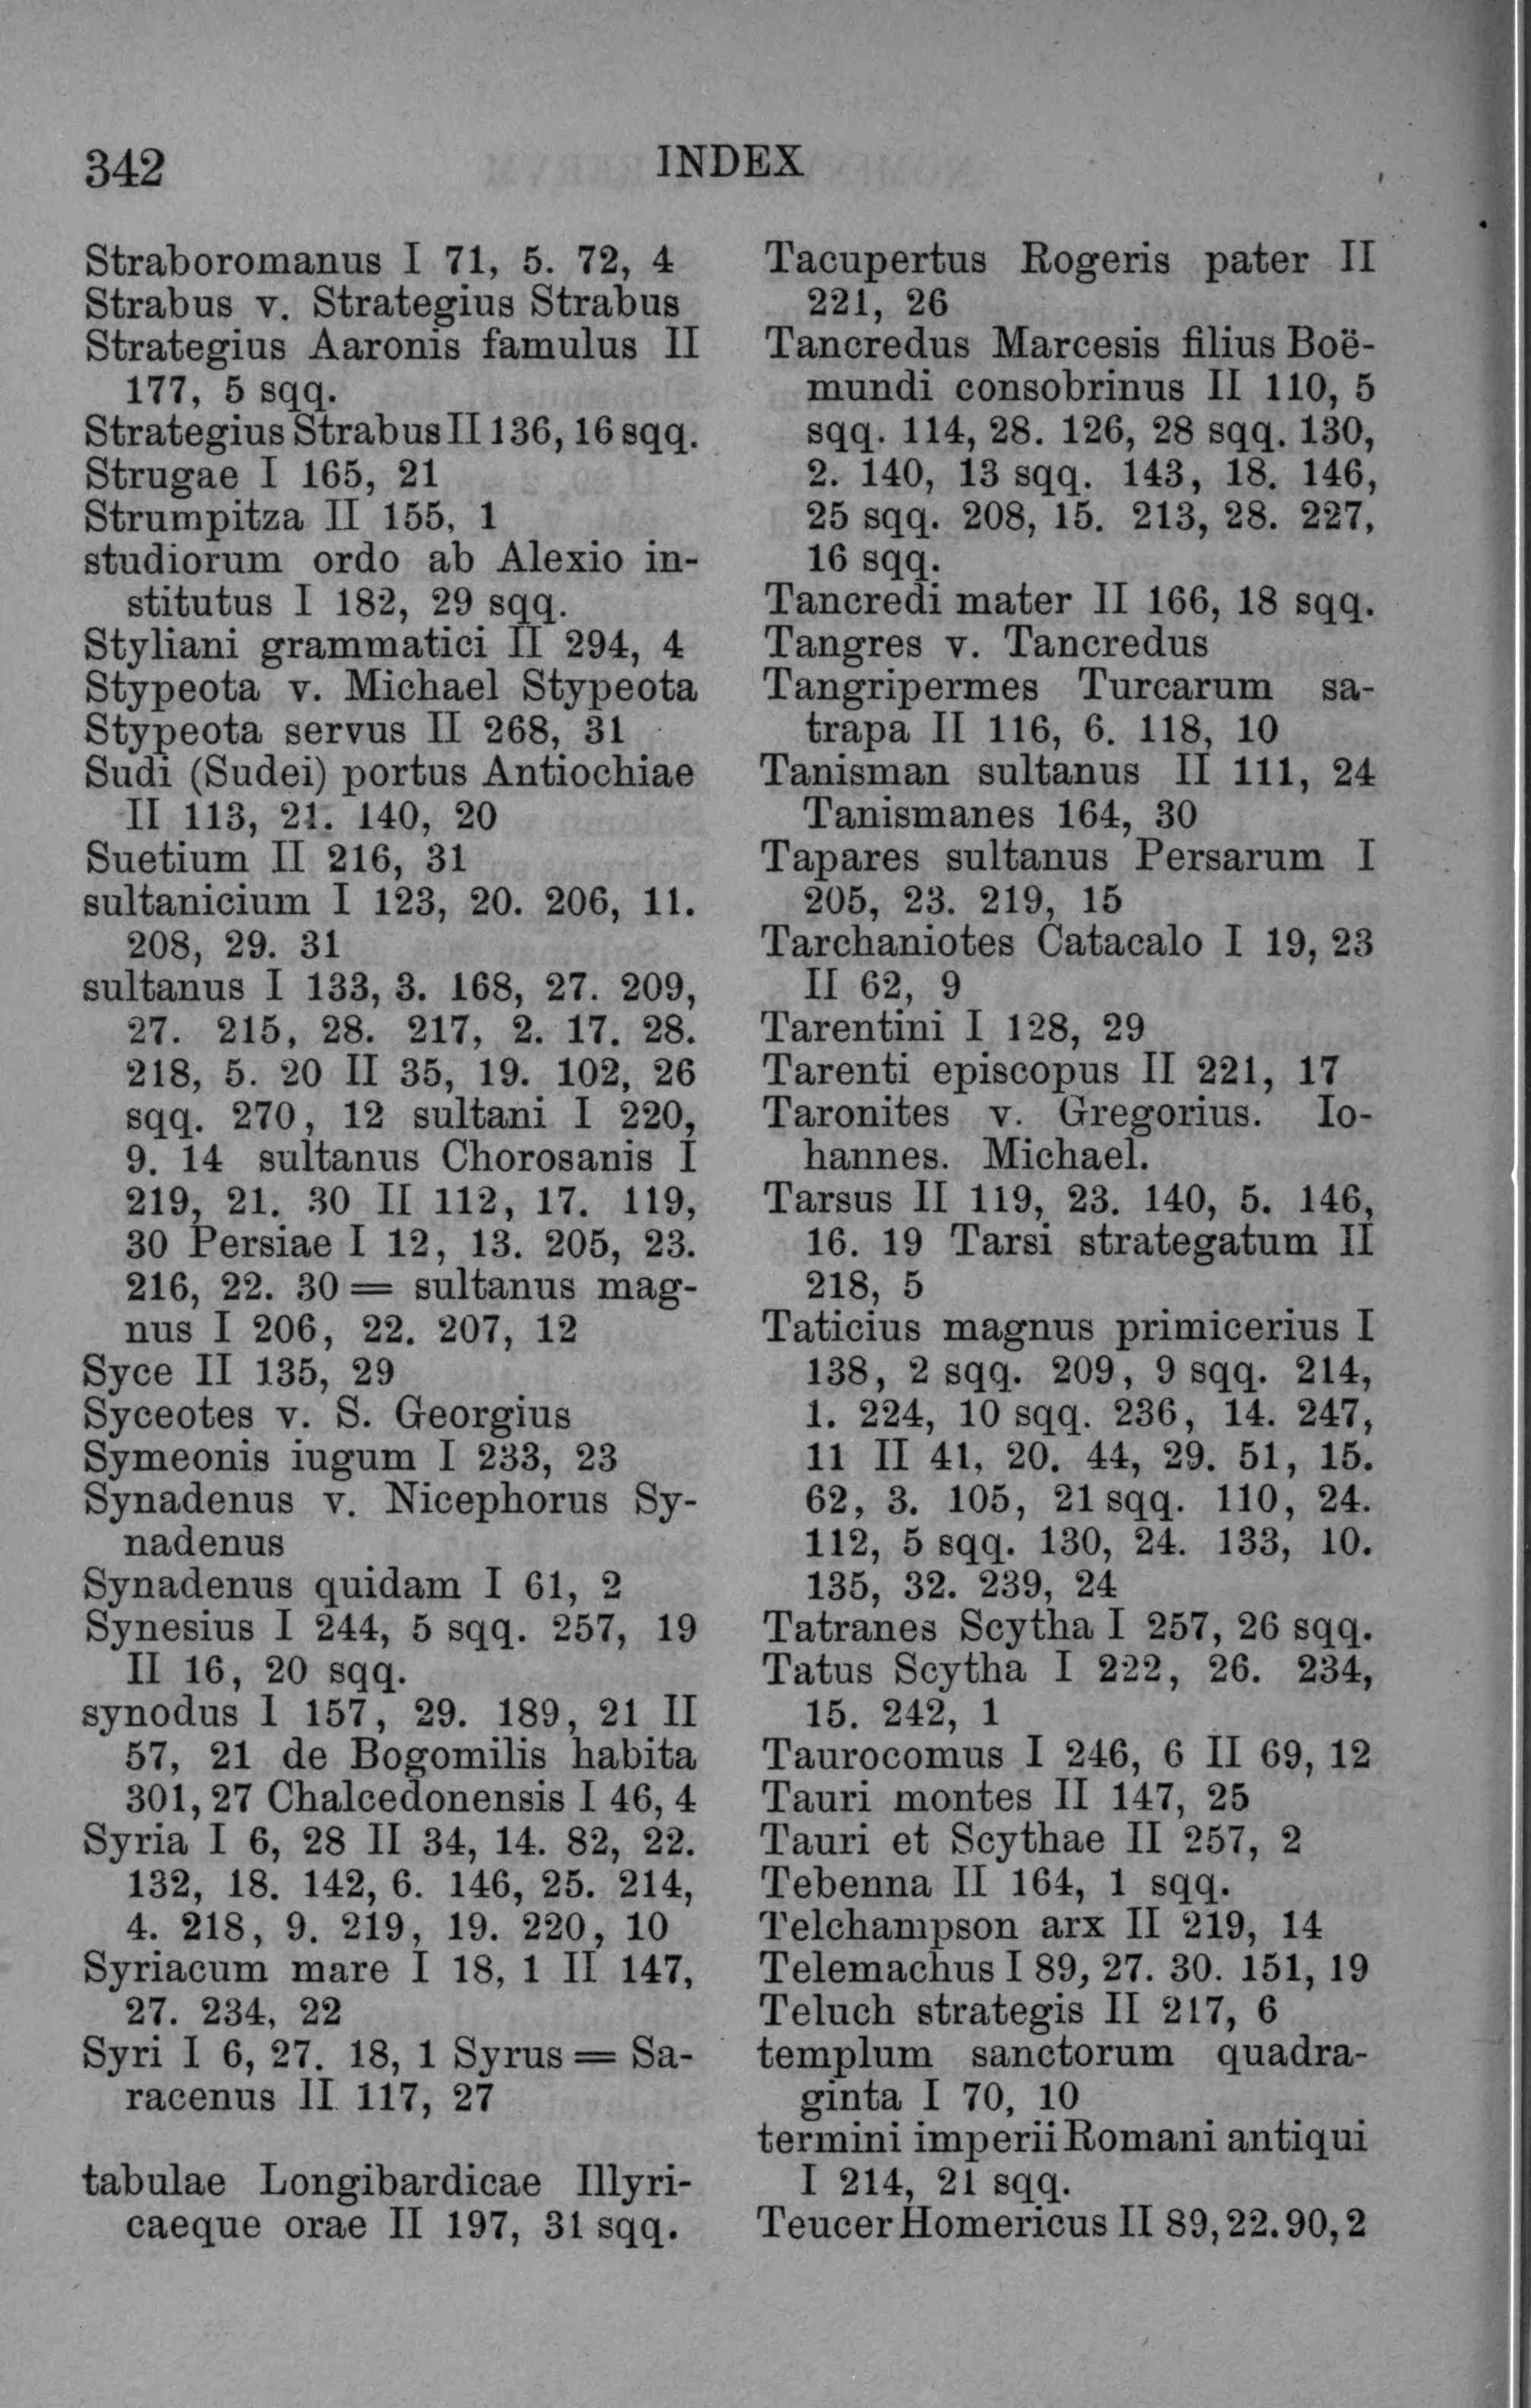 342
INDEX
Straboromanus I 71, 5. 72, 4
Strabus v. Strategius Strabus
Strategius Aaronis famulus II
177, 5 sqq.
Strategius Strabus II 136, 16 sqq.
Strugae I 165, 21
Strumpitza II 155, 1
studiorum ordo ab Alexio in-
stitutus I 182, 29 sqq.
Styliani grammatici II 294, 4
Stypeota v. Michael Stypeota
Stypeota servus II 268, 31
Sudi (Sudei) portus Antiochiae
II 113, 21. 140, 20
Suetium II 216, 31
sultanicium I 123, 20. 206, 11.
208, 29. 31
sultanus I 133, 3. 168, 27. 209,
27. 215, 28. 217, 2. 17. 28.
218, 5. 20 II 35, 19. 102, 26
sqq. 270, 12 sultani I 220,
9. 14 sultanus Chorosanis I
219, 21. 30 II 112, 17. 119,
30 Persiae I 12, 13. 205, 23.
216, 22. 30 = sultanus mag-
nus I 206, 22. 207, 12
Syce II 135, 29
Syceotes v. S. Georgius
Symeonis iugum I 233, 23
Synadenus v. Nicephorus Sy-
nadenus
Synadenus quidam I 61, 2
Synesius I 244, 5 sqq. 257, 19
II 16, 20 sqq.
synodus I 157, 29. 189, 21 II
57, 21 de Bogomilis habita
301, 27 Chalcedonensis I 46, 4
Syria I 6, 28 II 34, 14. 82, 22.
132, 18. 142, 6. 146, 25. 214,
4. 218, 9. 219, 19. 220, 10
Syriacum mare I 18, 1 II 147,
27. 234, 22
Syri I 6, 27. 18, 1 Syrus = Sa-
racenus II 117, 27
tabulae Longibardicae Illyri-
caeque orae II 197, 31 sqq.
Tacupertus Rogeris pater II
221, 26
Tancredus Marcesis filius Boë-
mundi consobrinus II 110, 5
sqq. 114, 28. 126, 28 sqq. 130,
2. 140, 13 sqq. 143, 18. 146,
25 sqq. 208, 15. 213, 28. 227,
16 sqq.
Tancredi mater II 166, 18 sqq.
Tangres v. Tancredus
Tangripermes Turcarum sa-
trapa II 116, 6. 118, 10
Tanisman sultanus II 111, 24
Tanismanes 164, 30
Tapares sultanus Persarum I
205, 23. 219, 15
Tarchaniotes Catacalo I 19, 23
II 62, 9
Tarentini I 128, 29
Tarenti episcopus II 221, 17
Taronites v. Gregorius. Io-
hannes. Michael.
Tarsus II 119, 23. 140, 5. 146,
16. 19 Tarsi strategatum II
218, 5
Taticius magnus primicerius I
138, 2 sqq. 209, 9 sqq. 214,
1. 224, 10 sqq. 236, 14. 247,
11 II 41, 20. 44, 29. 51, 15.
62, 3. 105, 21 sqq. 110, 24.
112, 5 sqq. 130, 24. 133, 10.
135, 32. 239, 24
Tatranes Scytha I 257, 26 sqq.
Tatus Scytha I 222, 26. 234,
15. 242, 1
Taurocomus I 246, 6 II 69, 12
Tauri montes II 147, 25
Tauri et Scythae II 257, 2
Tebenna II 164, 1 sqq.
Telchampson arx II 219, 14
Telemachus I 89, 27. 30. 151, 19
Teluch strategis II 217, 6
templum sanctorum quadra-
ginta I 70, 10
termini imperii Romani antiqui
I 214, 21 sqq.
Teucer Homericus II 89, 22. 90, 2